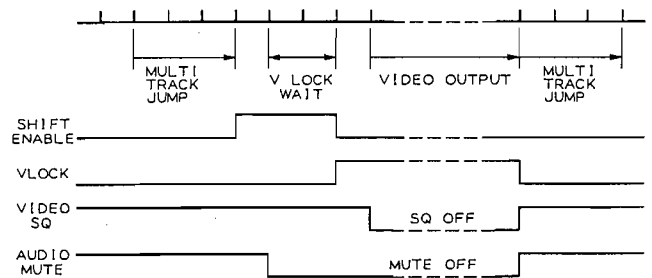 MULTI
TRACK
JUMP
V LOCK
WAIT
VIDEO OUTPUT
MULTI
TRACK
JUMP
SHIFT
ENABLE
VLOCK
VIDEO
SQ
SQ OFF
AUDIO
MUTE
MUTE OFF